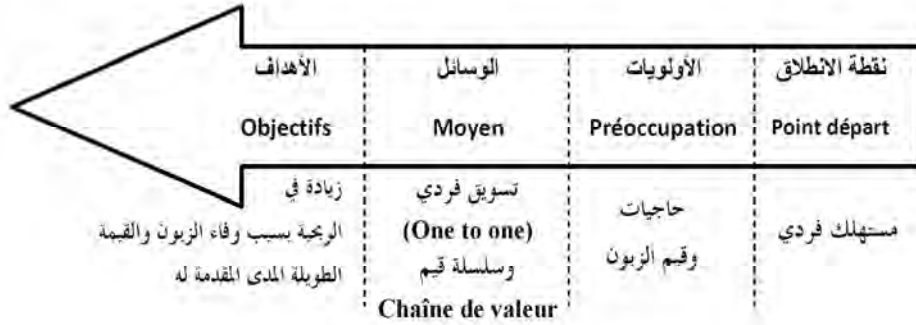 نقطة الانطلاق
Point départ
مستهلك فردي
الأولويات
Préoccupation
حاجيات
وقيم الزبون
الوسائل
Moyen
تسويق فردي
(One to one)
وسلسلة قيم
Chaîne de valeur
الأهداف
Objectifs
زيادة في
الربحية بسبب وفاء الزبون والقيمة
الطويلة المدى المقدمة له